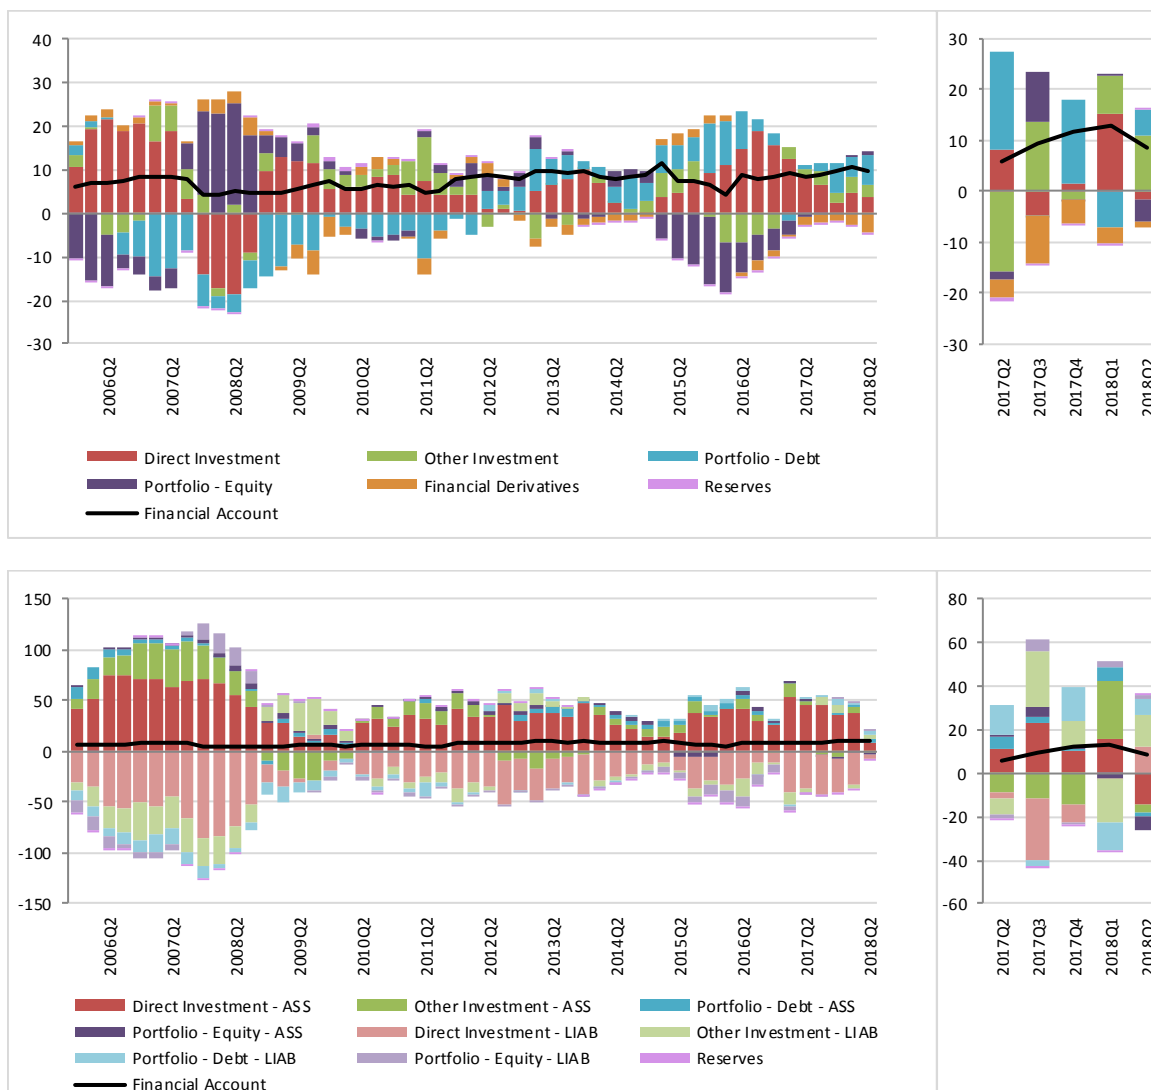 40
30
20
10
0
-10
-20
-30
2006Q2 2007Q2 2008Q2 2009Q2 2010Q2 2011Q2 2012Q2 2013Q2 2014Q2 2015Q2 2016Q2 2017Q2 2018Q2
Direct Investment Other Investment Portfolio - Debt
Portfolio - Equity Financial Derivatives Reserves
Financial Account
30
20
10
0
-10
-20
-30
2017Q2 2017Q3 2017Q4 2018Q1 2018Q2
150
100
50
0
-50
-100
-150
2006Q2 2007Q2 2008Q2 2009Q2 2010Q2 2011Q2 2012Q2 2013Q2 2014Q2 2015Q2 2016Q2 2017Q2 2018Q2
Direct Investment - ASS Other Investment - ASS Portfolio - Debt - ASS
Portfolio - Equity - ASS Direct Investment - LIAB Other Investment - LIAB
Portfolio - Debt - LIAB Portfolio - Equity - LIAB Reserves
Financial Account
80
60
40
20
0
-20
-40
-60
2017Q2 2017Q3 2017Q4 2018Q1 2018Q2